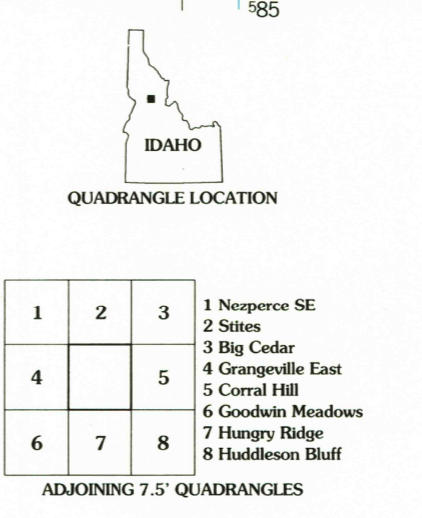 585
IDAHO
QUADRANGLE LOCATION
1 2 3
4 5
6 7 8
1 Nezperce SE
2 Stites
3 Big Cedar
4 Grangeville East
5 Corral Hill
6 Goodwin Meadows
7 Hungry Ridge
8 Huddleson Bluff
ADJOINING 7.5' QUADRANGLES